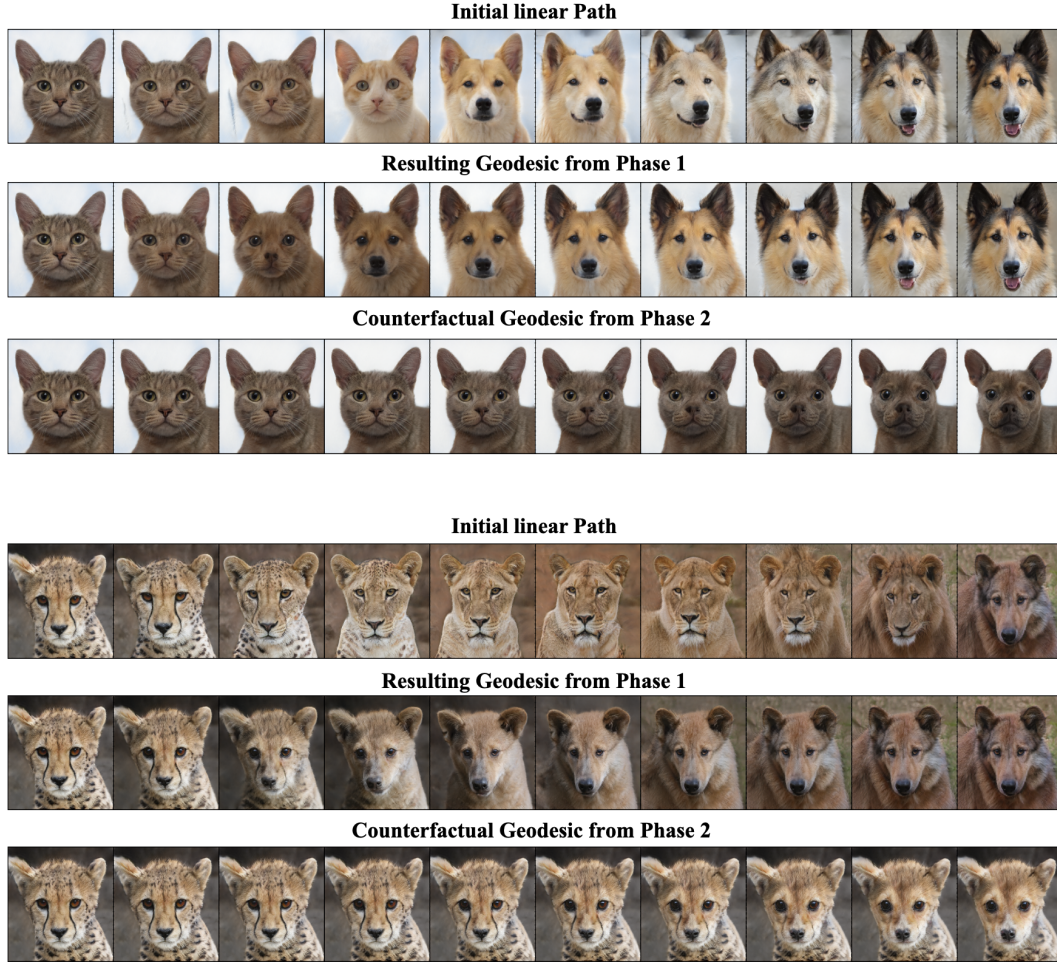 Initial linear Path
Resulting Geodesic from Phase 1
Counterfactual Geodesic from Phase 2
Initial linear Path
Resulting Geodesic from Phase 1
Counterfactual Geodesic from Phase 2